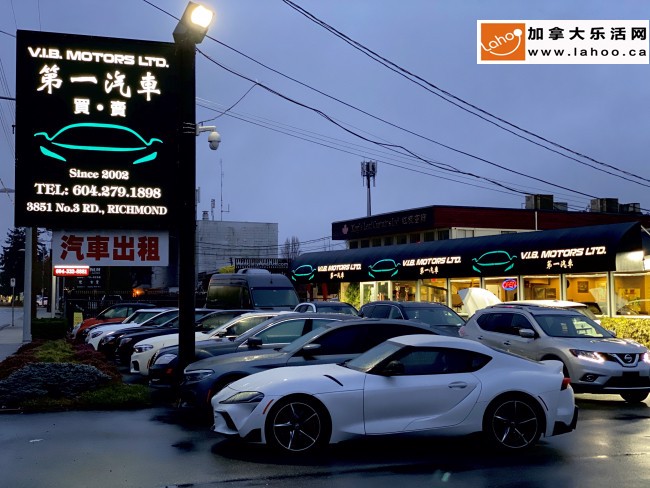 V.I.B. MOTORS LTD.
第一汽車
買・賣
Since 2002
TEL: 604.279.1898
3851 No.3 RD., RICHMOND
汽車出租
Lahoo
加拿大乐活网
www.lahoo.ca
V.I.B. MOTORS LTD.
第一汽車
V.I.B. MOTORS LTD.
第一汽車
V.I.B. MOTORS LTD.
第一汽車